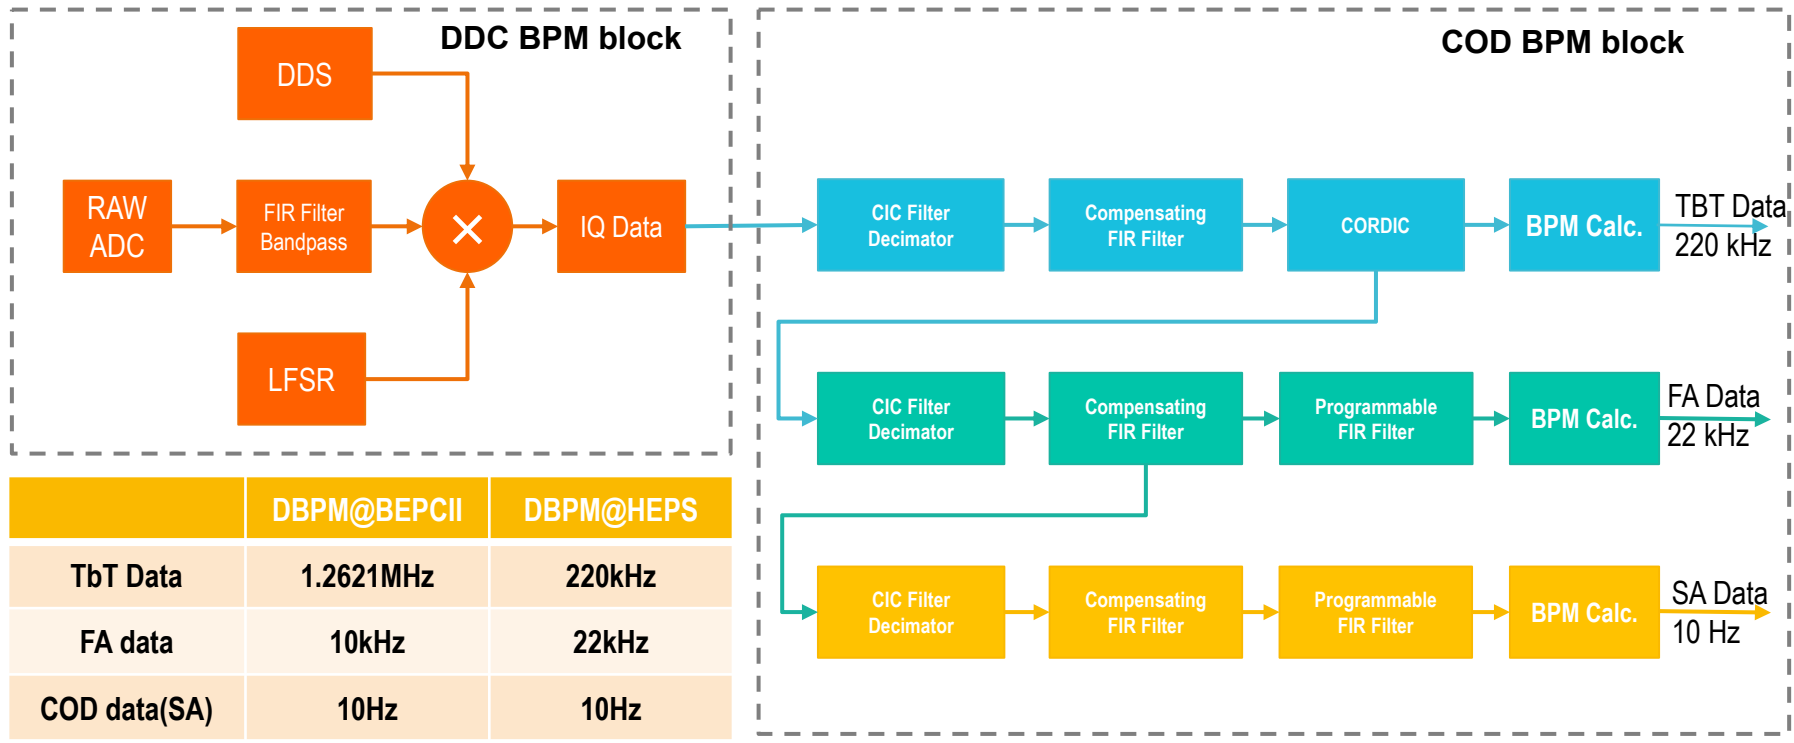 DDC BPM block
DDS
RAW
ADC
FIR Filter
Bandpass
×
IQ Data
LFSR
COD BPM block
CIC Filter
Decimator
Compensating
FIR Filter
CORDIC
BPM Calc.
TBT Data
220 kHz
CIC Filter
Decimator
Compensating
FIR Filter
Programmable
FIR Filter
BPM Calc.
FA Data
22 kHz
CIC Filter
Decimator
Compensating
FIR Filter
Programmable
FIR Filter
BPM Calc.
SA Data
10 Hz
DBPM@BEPCII DBPM@HEPS
TbT Data 1.2621MHz 220kHz
FA data 10kHz 22kHz
COD data(SA) 10Hz 10Hz